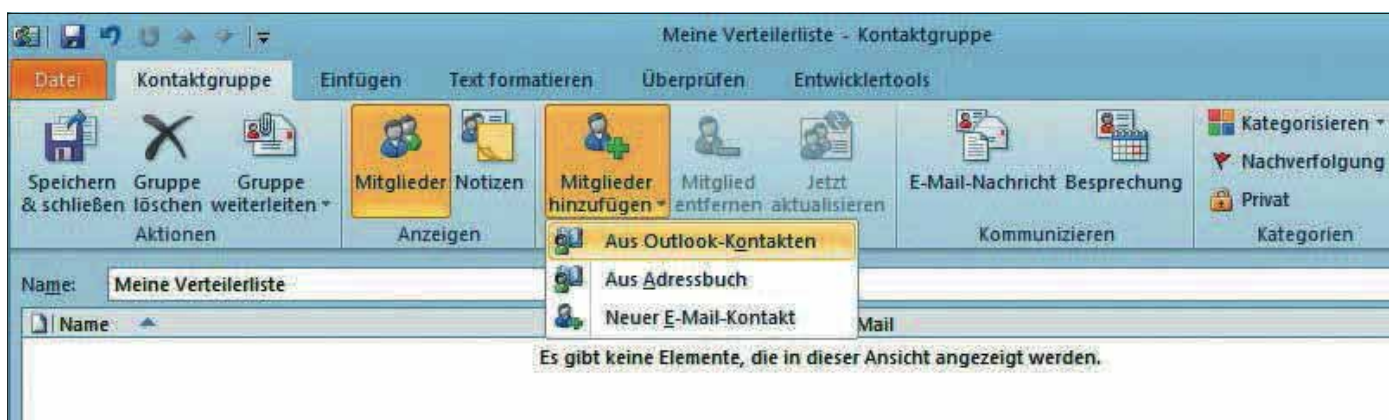 Meine Verteilerliste - Kontaktgruppe
Datei Kontaktgruppe Einfügen Text formatieren Überprüfen Entwicklertools
Speichern & schließen
Gruppe löschen
Gruppe weiterleiten
Aktionen
Mitglieder
Notizen
Anzeigen
Mitglieder hinzufügen
Mitglied entfernen
Jetzt aktualisieren
E-Mail-Nachricht
Besprechung
Kommunizieren
Kategorisieren
Nachverfolgung
Privat
Kategorien
Aus Outlook-Kontakten
Aus Adressbuch
Neuer E-Mail-Kontakt
Name: Meine Verteilerliste
Name
Mail
Es gibt keine Elemente, die in dieser Ansicht angezeigt werden.